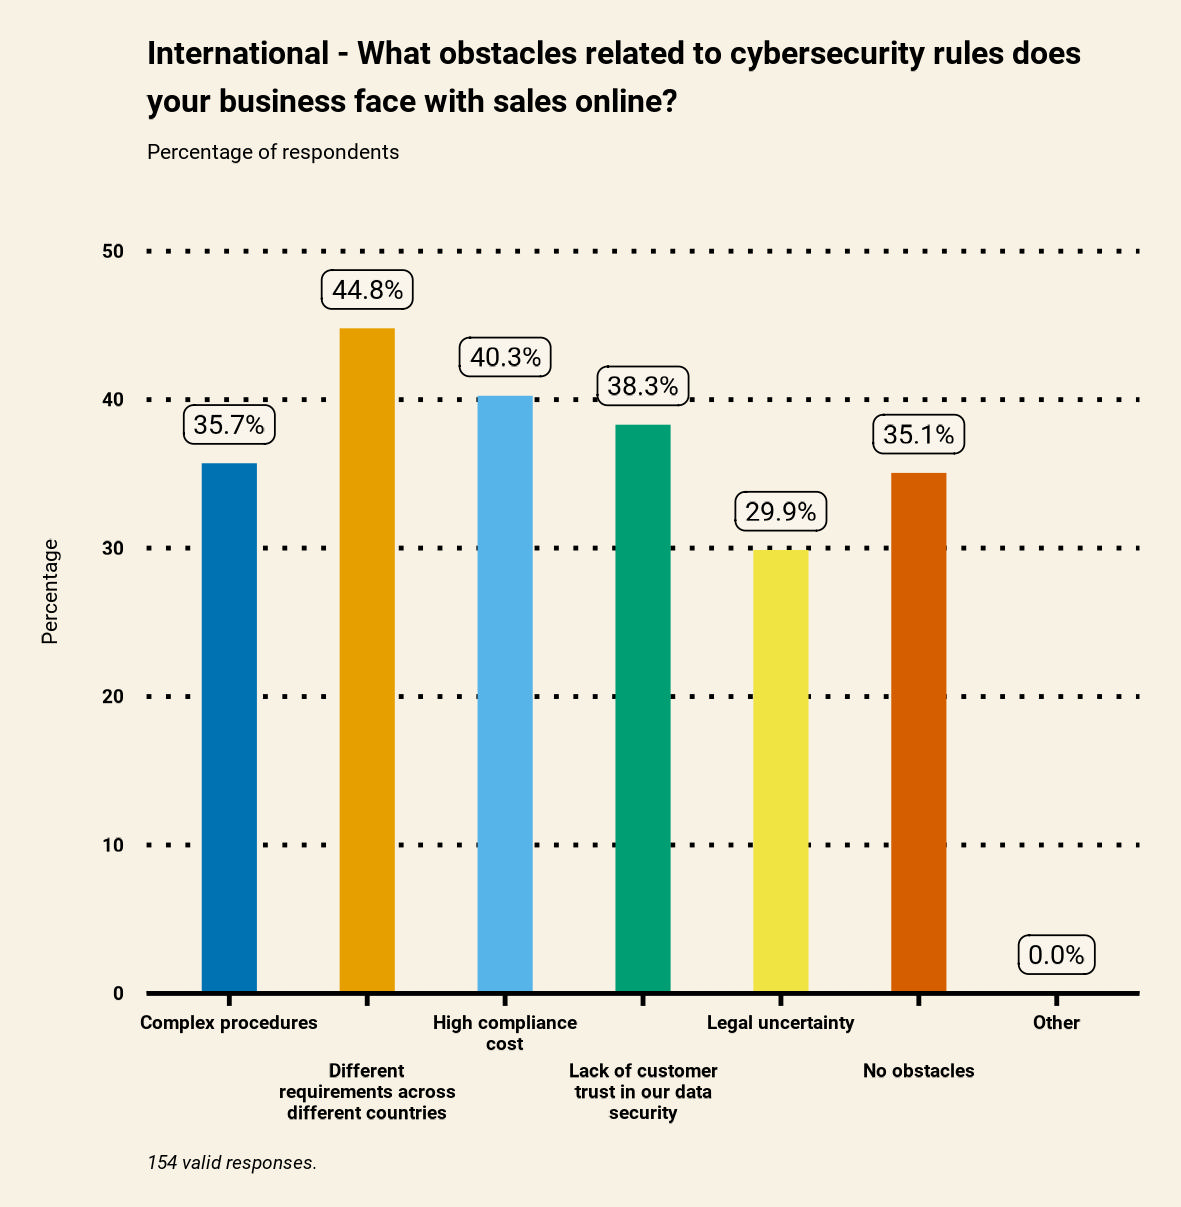 International - What obstacles related to cybersecurity rules does
your business face with sales online?
Percentage of respondents
Percentage
50
40
30
20
10
0
35.7%
44.8%
40.3%
38.3%
29.9%
35.1%
0.0%
Complex procedures
Different
requirements across
different countries
High compliance
cost
Lack of customer
trust in our data
security
Legal uncertainty
No obstacles
Other
154 valid responses.